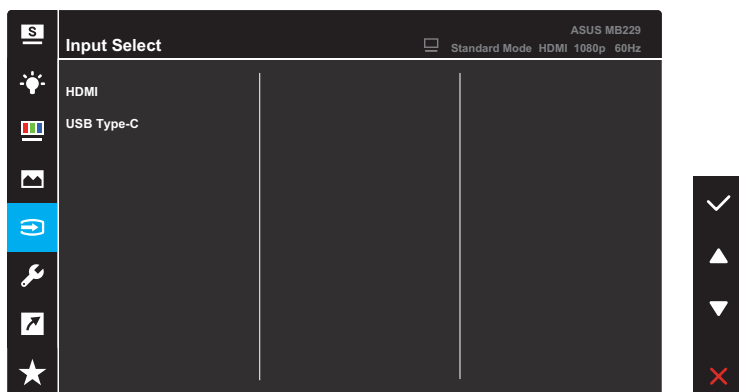 S
ASUS MB229
Input Select
Standard Mode HDMI 1080p 60Hz
HDMI
USB Type-C